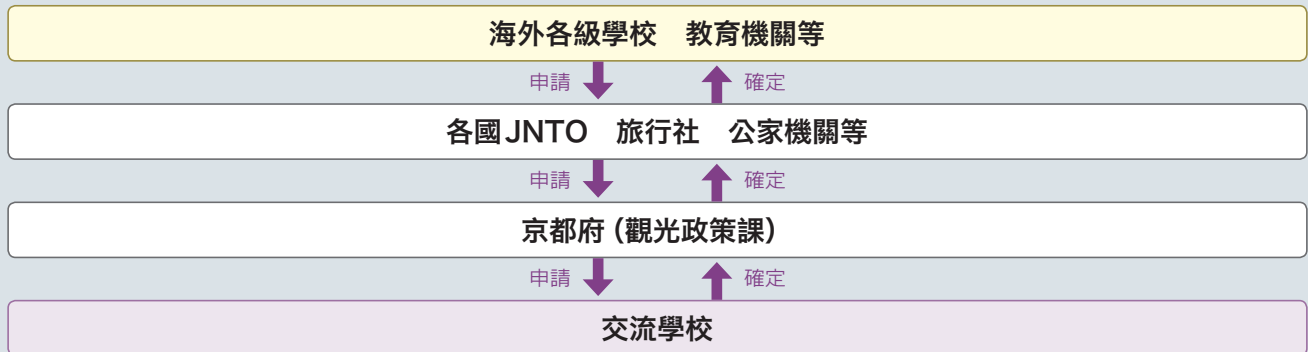 海外各級學校　教育機關等
申請 確定
各國JNTO　旅行社　公家機關等
申請 確定
京都府（觀光政策課）
申請 確定
交流學校